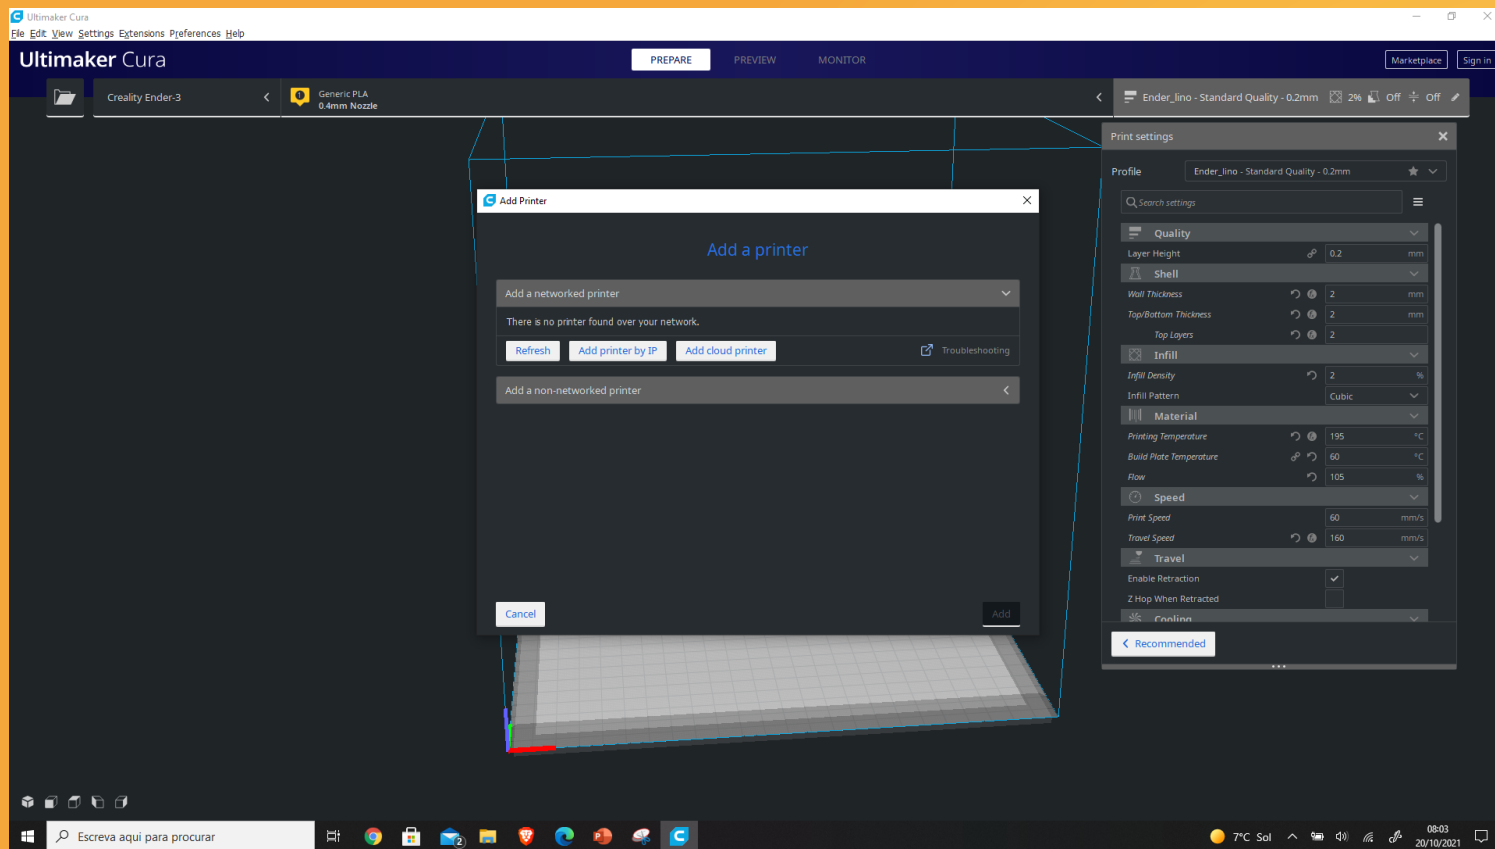 Ultimaker Cura
File Edit View Settings Extensions Preferences Help
Ultimaker Cura
PREPARE PREVIEW MONITOR
Marketplace Sign in
Creality Ender-3
Generic PLA
0.4mm Nozzle
Ender_lino - Standard Quality - 0.2mm 2% Off Off
Print settings
Profile Ender_lino - Standard Quality - 0.2mm
Search settings
Quality
Layer Height 0.2 mm
Shell
Wall Thickness 2 mm
Top/Bottom Thickness 2 mm
Top Layers 2
Infill
Infill Density 2 %
Infill Pattern Cubic
Material
Printing Temperature 195 °C
Build Plate Temperature 60 °C
Flow 105 %
Speed
Print Speed 60 mm/s
Travel Speed 160 mm/s
Travel
Enable Retraction
Z Hop When Retracted
Cooling
Recommended
Add Printer
Add a printer
Add a networked printer
There is no printer found over your network.
Refresh Add printer by IP Add cloud printer Troubleshooting
Add a non-networked printer
Cancel Add
Escreva aqui para procurar
2
7°C Sol
08:03
20/10/2021